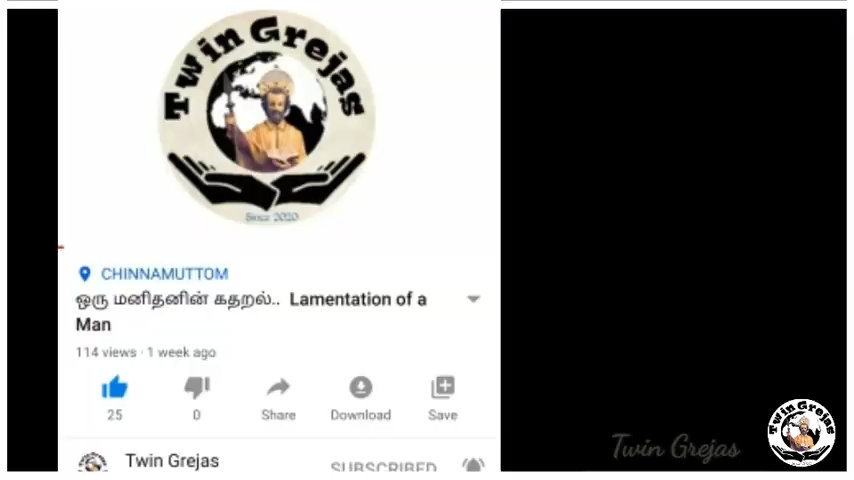 Twin Grejas
Since 2020
CHINNAMUTTOM
ஒரு மனிதனின் கதறல்.. Lamentation of a
Man
114 views · 1 week ago
25
0
Share
Download
Save
Twin Grejas
SUBSCRIBED
Twin Grejas
Twin Grejas